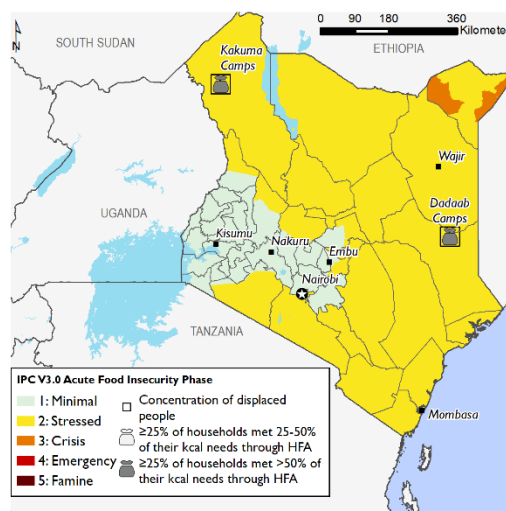 SOUTH SUDAN
ETHIOPIA
0 90 180 360
Kilomete
N
Kakuma
Camps
Wajir
Dadaab
Camps
UGANDA
Kisumu
Nakuru
Embu
Nairobi
TANZANIA
Mombasa
IPC V3.0 Acute Food Insecurity Phase
1: Minimal
2: Stressed
3: Crisis
4: Emergency
5: Famine
Concentration of displaced
people
≥25% of households met 25-50%
of their kcal needs through HFA
≥25% of households met >50% of
their kcal needs through HFA